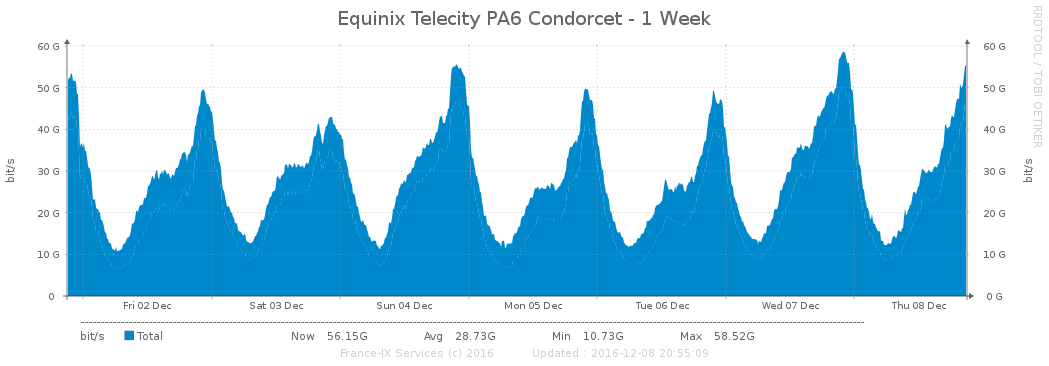 Equinix Telecity PA6 Condorcet - 1 Week
RRDTOOL / TOBI OETIKER
60 G 60 G
50 G 50 G
40 G 40 G
30 G 30 G
20 G 20 G
10 G 10 G
0 0 G
bit/s
bit/s
Fri 02 Dec Sat 03 Dec Sun 04 Dec Mon 05 Dec Tue 06 Dec Wed 07 Dec Thu 08 Dec
bit/s Total Now 56.15G Avg 28.73G Min 10.73G Max 58.52G
France-IX Services (c) 2016 Updated : 2016-12-08 20:55:09